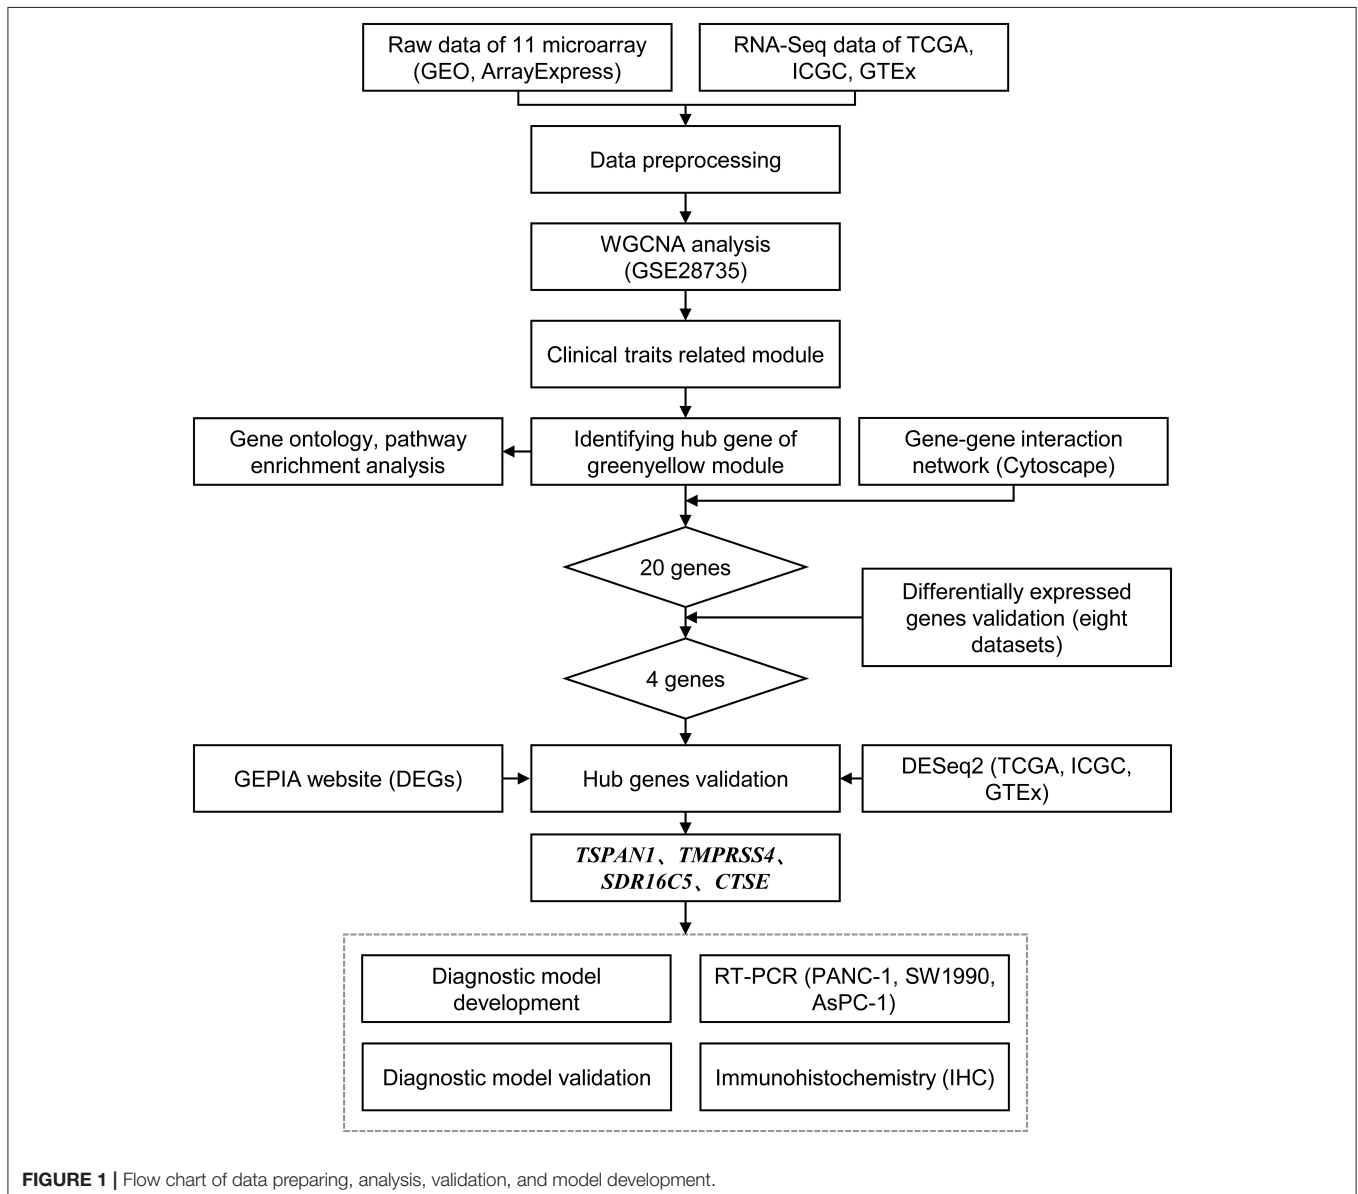 Raw data of 11 microarray
(GEO, ArrayExpress)
RNA-Seq data of TCGA,
ICGC, GTEx
Data preprocessing
WGCNA analysis
(GSE28735)
Clinical traits related module
Gene ontology, pathway
enrichment analysis
Identifying hub gene of
greenyellow module
Gene-gene interaction
network (Cytoscape)
20 genes
Differentially expressed
genes validation (eight
datasets)
4 genes
GEPIA website (DEGs)
Hub genes validation
DESeq2 (TCGA, ICGC,
GTEx)
TSPAN1、TMPRSS4、
SDR16C5、CTSE
Diagnostic model
development
RT-PCR (PANC-1, SW1990,
AsPC-1)
Diagnostic model validation
Immunohistochemistry (IHC)
FIGURE 1 | Flow chart of data preparing, analysis, validation, and model development.